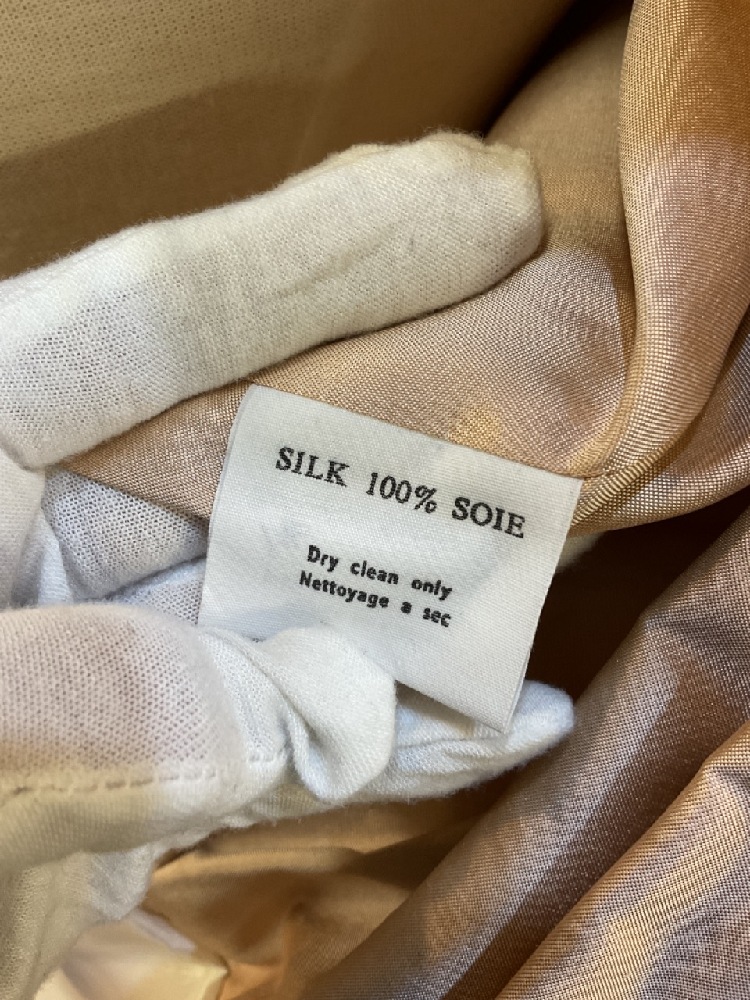 SILK 100% SOIE
Dry clean only
Nettoyage a sec